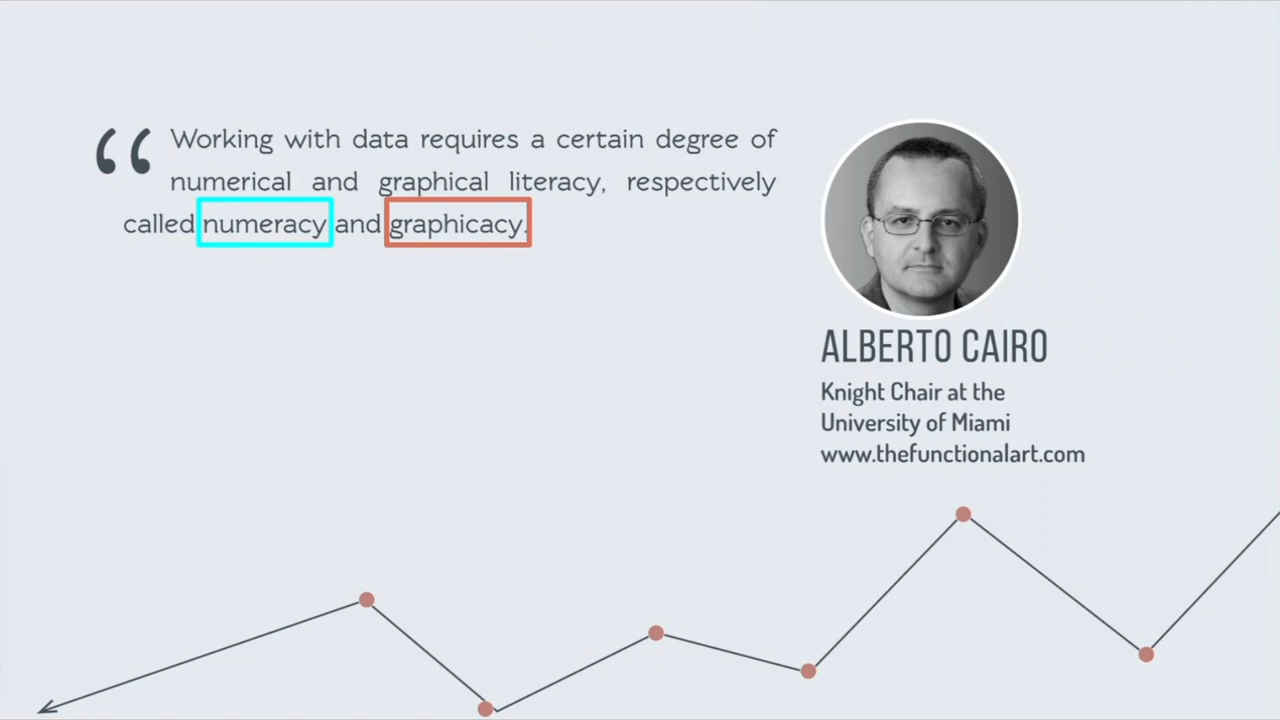 “ Working with data requires a certain degree of
numerical and graphical literacy, respectively
called numeracy and graphicacy.
ALBERTO CAIRO
Knight Chair at the
University of Miami
www.thefunctionalart.com